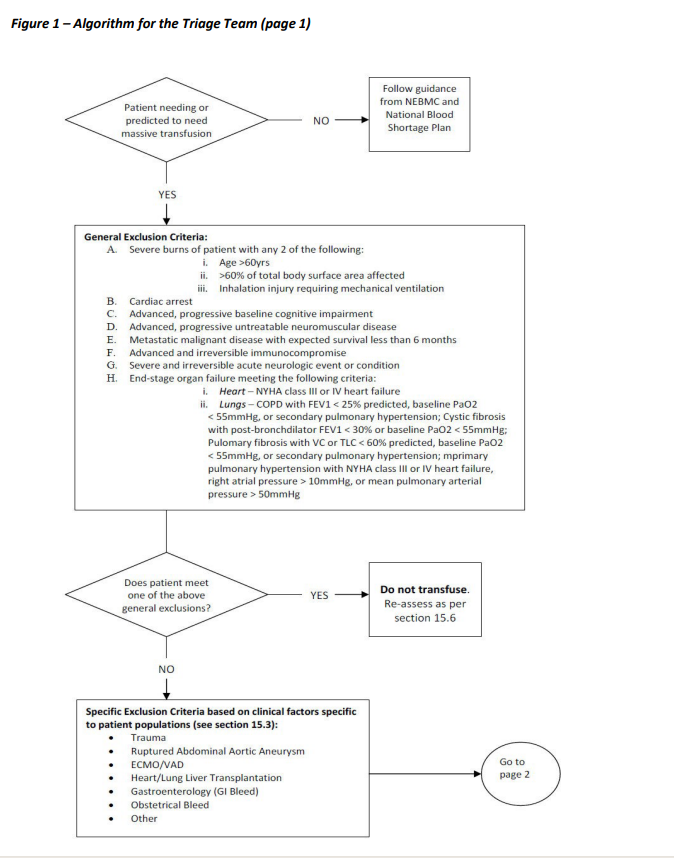 Figure 1 – Algorithm for the Triage Team (page 1)
Patient needing or
predicted to need
massive transfusion
NO
Follow guidance
from NEBMC and
National Blood
Shortage Plan
YES
General Exclusion Criteria:
A. Severe burns of patient with any 2 of the following:
i. Age >60yrs
ii. >60% of total body surface area affected
iii. Inhalation injury requiring mechanical ventilation
B. Cardiac arrest
C. Advanced, progressive baseline cognitive impairment
D. Advanced, progressive untreatable neuromuscular disease
E. Metastatic malignant disease with expected survival less than 6 months
F. Advanced and irreversible immunocompromise
G. Severe and irreversible acute neurologic event or condition
H. End-stage organ failure meeting the following criteria:
i. Heart – NYHA class III or IV heart failure
ii. Lungs – COPD with FEV1 < 25% predicted, baseline PaO2
< 55mmHg, or secondary pulmonary hypertension; Cystic fibrosis
with post-bronchdilator FEV1 < 30% or baseline PaO2 < 55mmHg;
Pulomary fibrosis with VC or TLC < 60% predicted, baseline PaO2
< 55mmHg, or secondary pulmonary hypertension; mprimary
pulmonary hypertension with NYHA class III or IV heart failure,
right atrial pressure > 10mmHg, or mean pulmonary arterial
pressure > 50mmHg
Does patient meet
one of the above
general exclusions?
YES
Do not transfuse.
Re-assess as per
section 15.6
NO
Specific Exclusion Criteria based on clinical factors specific
to patient populations (see section 15.3):
• Trauma
• Ruptured Abdominal Aortic Aneurysm
• ECMO/VAD
• Heart/Lung Liver Transplantation
• Gastroenterology (GI Bleed)
• Obstetrical Bleed
• Other
Go to
page 2